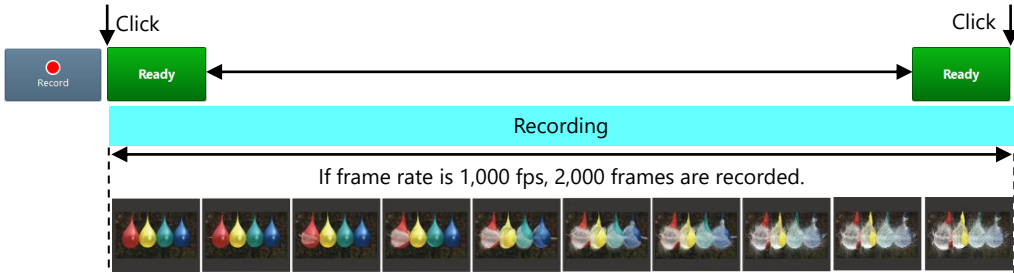 Click
Click
Record
Ready
Ready
Recording
If frame rate is 1,000 fps, 2,000 frames are recorded.